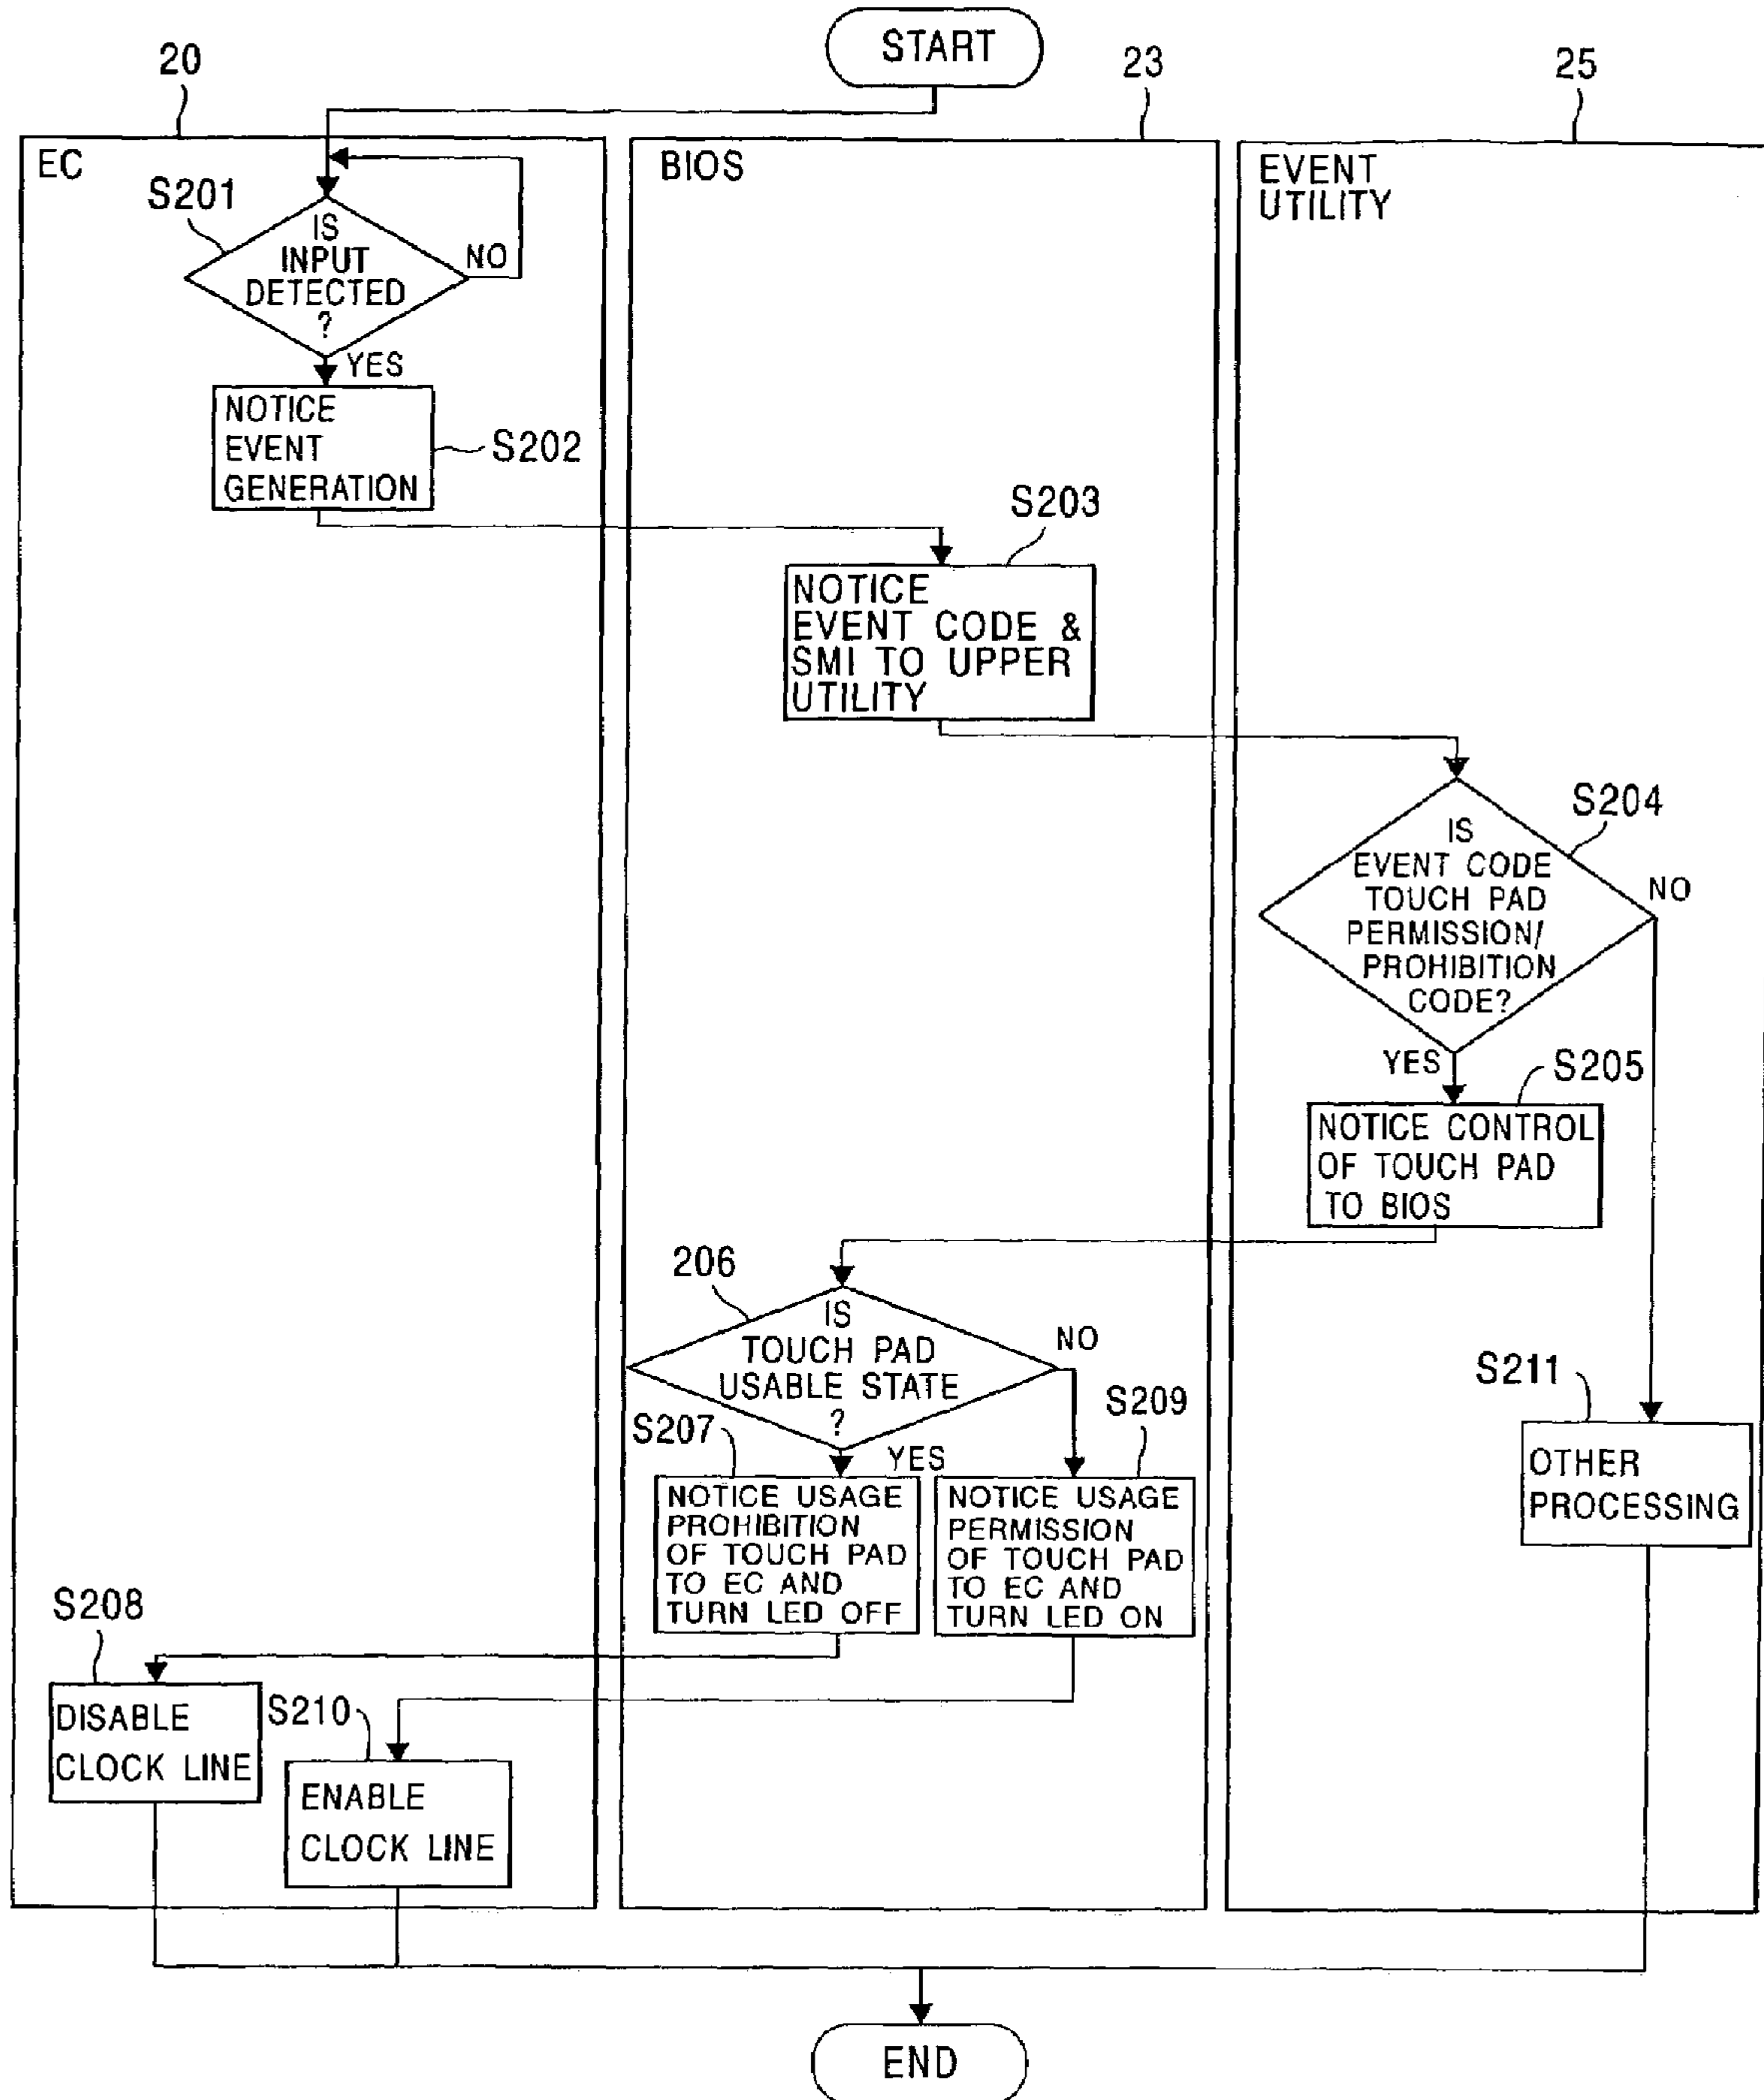 START
20
23
25
EC
BIOS
EVENT
UTILITY
S201
IS
INPUT
DETECTED
?
NO
YES
NOTICE
EVENT
GENERATION
S202
S203
NOTICE
EVENT CODE &
SMI TO UPPER
UTILITY
S204
IS
EVENT CODE
TOUCH PAD
PERMISSION/
PROHIBITION
CODE?
NO
YES
S205
NOTICE CONTROL
OF TOUCH PAD
TO BIOS
206
IS
TOUCH PAD
USABLE STATE
?
NO
YES
S207
NOTICE USAGE
PROHIBITION
OF TOUCH PAD
TO EC AND
TURN LED OFF
S209
NOTICE USAGE
PERMISSION
OF TOUCH PAD
TO EC AND
TURN LED ON
S211
OTHER
PROCESSING
S208
DISABLE
CLOCK LINE
S210
ENABLE
CLOCK LINE
END